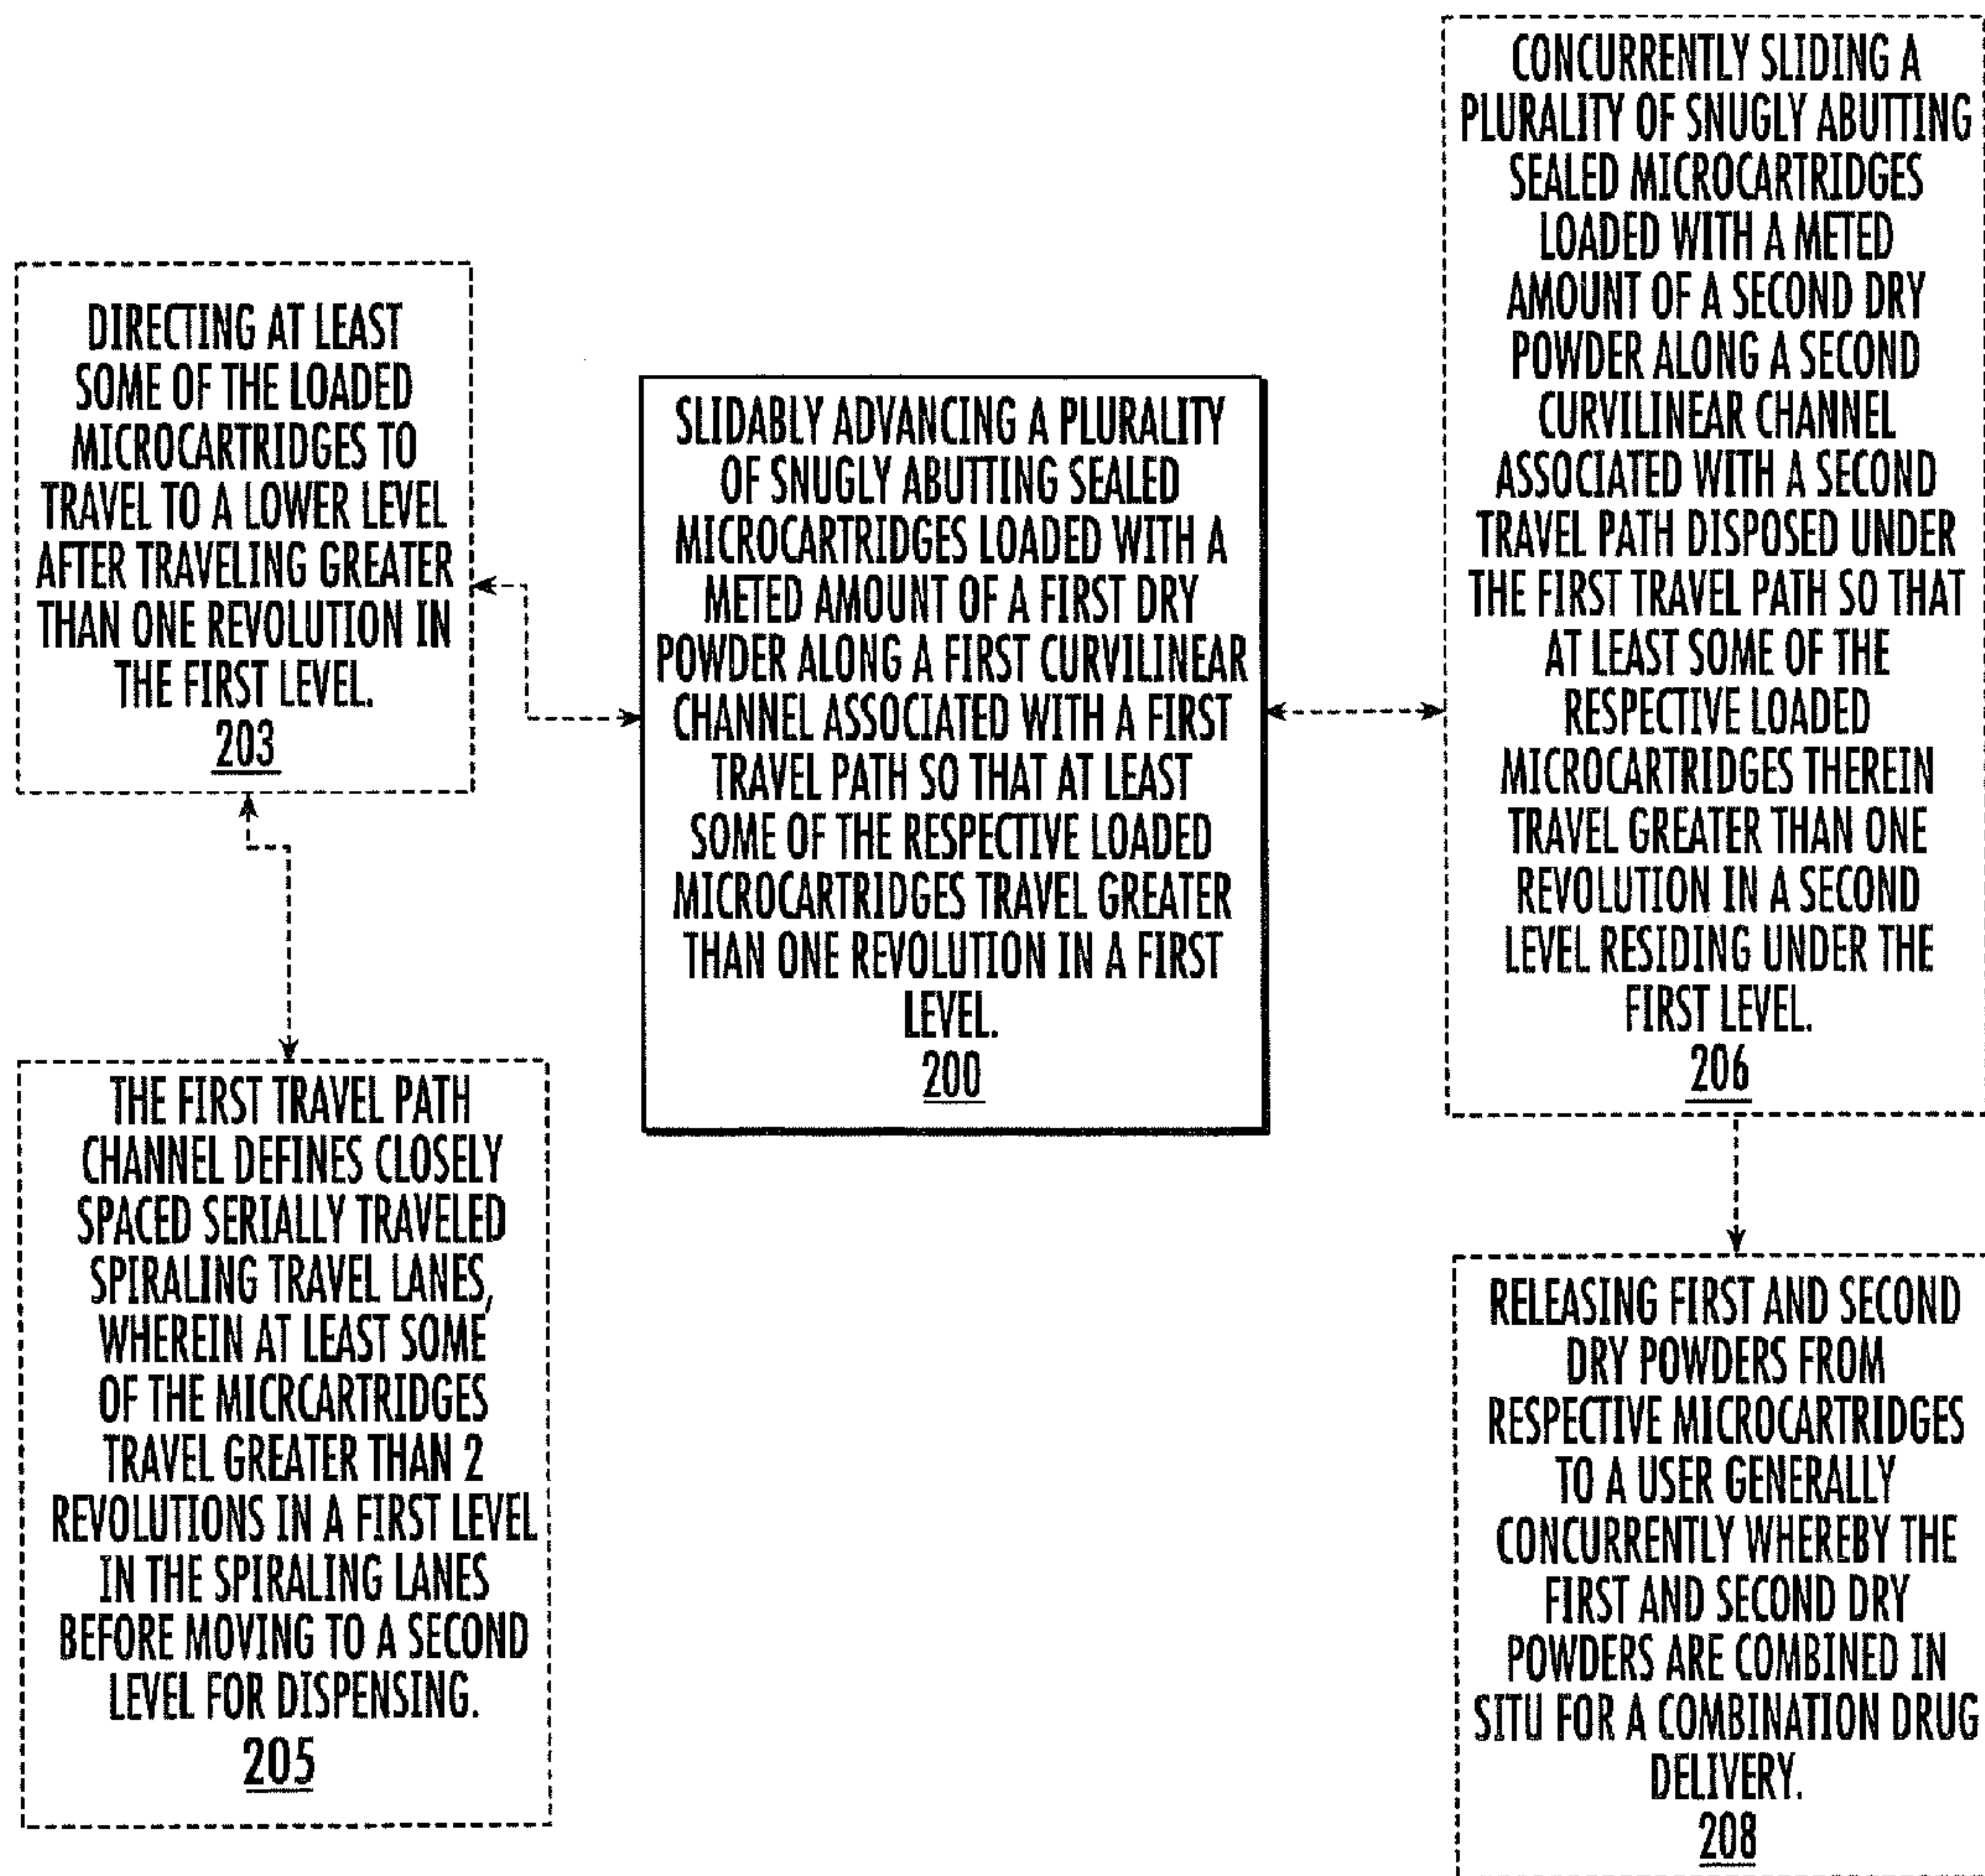 DIRECTING AT LEAST
SOME OF THE LOADED
MICROCARTRIDGES TO
TRAVEL TO A LOWER LEVEL
AFTER TRAVELING GREATER
THAN ONE REVOLUTION IN
THE FIRST LEVEL.
203
THE FIRST TRAVEL PATH
CHANNEL DEFINES CLOSELY
SPACED SERIALLY TRAVELED
SPIRALING TRAVEL LANES,
WHEREIN AT LEAST SOME
OF THE MICRCARTRIDGES
TRAVEL GREATER THAN 2
REVOLUTIONS IN A FIRST LEVEL
IN THE SPIRALING LANES
BEFORE MOVING TO A SECOND
LEVEL FOR DISPENSING.
205
SLIDABLY ADVANCING A PLURALITY
OF SNUGLY ABUTTING SEALED
MICROCARTRIDGES LOADED WITH A
METED AMOUNT OF A FIRST DRY
POWDER ALONG A FIRST CURVILINEAR
CHANNEL ASSOCIATED WITH A FIRST
TRAVEL PATH SO THAT AT LEAST
SOME OF THE RESPECTIVE LOADED
MICROCARTRIDGES TRAVEL GREATER
THAN ONE REVOLUTION IN A FIRST
LEVEL.
200
CONCURRENTLY SLIDING A
PLURALITY OF SNUGLY ABUTTING
SEALED MICROCARTRIDGES
LOADED WITH A METED
AMOUNT OF A SECOND DRY
POWDER ALONG A SECOND
CURVILINEAR CHANNEL
ASSOCIATED WITH A SECOND
TRAVEL PATH DISPOSED UNDER
THE FIRST TRAVEL PATH SO THAT
AT LEAST SOME OF THE
RESPECTIVE LOADED
MICROCARTRIDGES THEREIN
TRAVEL GREATER THAN ONE
REVOLUTION IN A SECOND
LEVEL RESIDING UNDER THE
FIRST LEVEL.
206
RELEASING FIRST AND SECOND
DRY POWDERS FROM
RESPECTIVE MICROCARTRIDGES
TO A USER GENERALLY
CONCURRENTLY WHEREBY THE
FIRST AND SECOND DRY
POWDERS ARE COMBINED IN
SITU FOR A COMBINATION DRUG
DELIVERY.
208